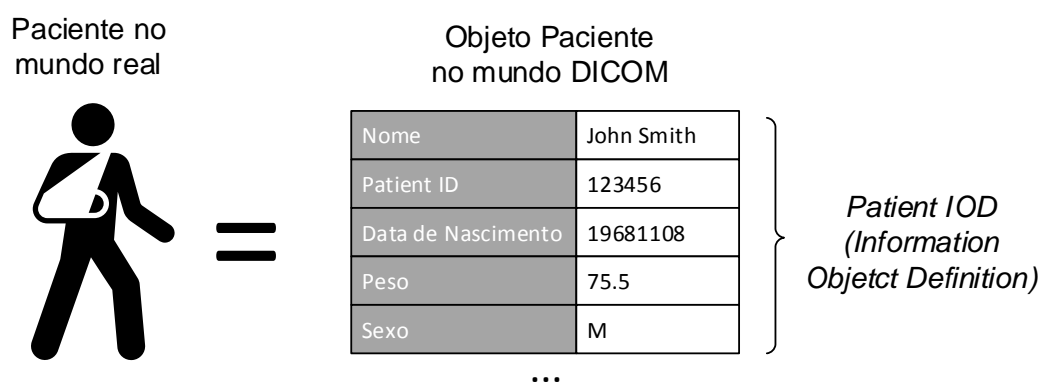 Paciente no
mundo real
Objeto Paciente
no mundo DICOM
=
Nome John Smith
Patient ID 123456
Data de Nascimento 19681108
Peso 75.5
Sexo M
...
Patient IOD
(Information
Objetct Definition)